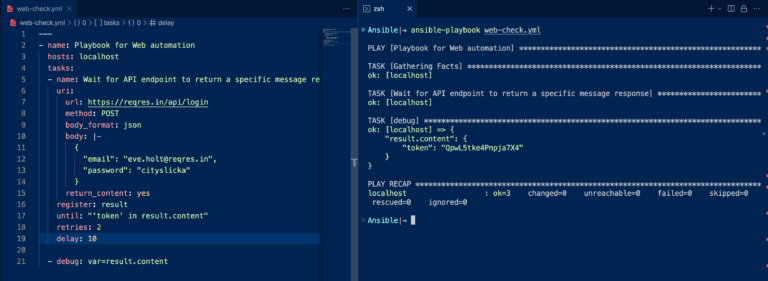 web-check.yml
web-check.yml > { } 0 > [ ] tasks > { } 0 > delay
1 ---
2 - name: Playbook for Web automation
3 hosts: localhost
4 tasks:
5 - name: Wait for API endpoint to return a specific message re
6 uri:
7 url: https://reqres.in/api/login
8 method: POST
9 body_format: json
10 body: |-
11 {
12 "email": "eve.holt@reqres.in",
13 "password": "cityslicka"
14 }
15 return_content: yes
16 register: result
17 until: "'token' in result.content"
18 retries: 2
19 delay: 10
20
21 - debug: var=result.content
zsh
Ansible|→ ansible-playbook web-check.yml
PLAY [Playbook for Web automation] ************************************************
TASK [Gathering Facts] ************************************************************
ok: [localhost]
TASK [Wait for API endpoint to return a specific message response] ********************
ok: [localhost]
TASK [debug] **********************************************************************
ok: [localhost] => {
"result.content": {
"token": "QpwL5tke4Pnpja7X4"
}
}
PLAY RECAP ************************************************************************
localhost : ok=3 changed=0 unreachable=0 failed=0 skipped=0
rescued=0 ignored=0
Ansible|→